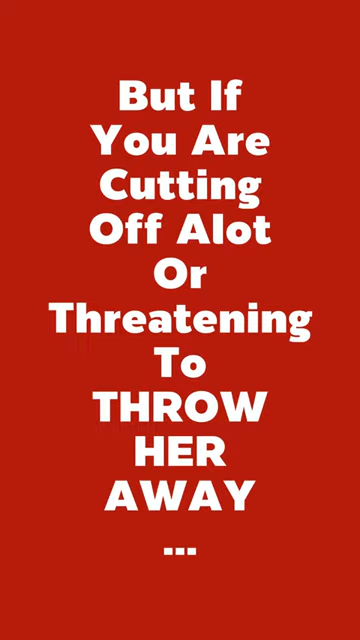 But If
You Are
Cutting
Off Alot
Or
Threatening
To
THROW
HER
AWAY
...